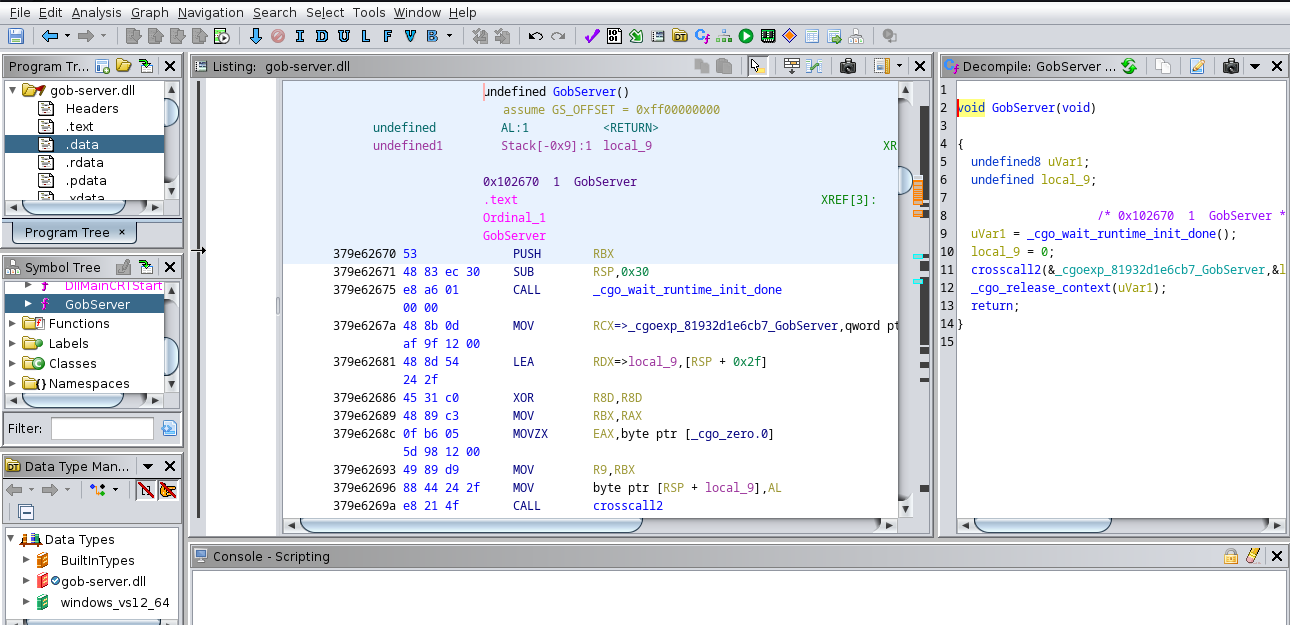 File Edit Analysis Graph Navigation Search Select Tools Window Help
I D U L F V B
Program Tr...
gob-server.dll
Headers
.text
.data
.rdata
.pdata
.xdata
Program Tree ×
Symbol Tree
DllMainCRTStart
GobServer
Functions
Labels
Classes
Namespaces
Filter:
Data Type Man...
Data Types
BuiltInTypes
gob-server.dll
windows_vs12_64
Listing: gob-server.dll
undefined GobServer()
assume GS_OFFSET = 0xff00000000
undefined AL:1 <RETURN>
undefined1 Stack[-0x9]:1 local_9 XR
0x102670 1 GobServer
.text XREF[3]:
Ordinal_1
GobServer
379e62670 53 PUSH RBX
379e62671 48 83 ec 30 SUB RSP,0x30
379e62675 e8 a6 01 CALL _cgo_wait_runtime_init_done
00 00
379e6267a 48 8b 0d MOV RCX=>_cgoexp_81932d1e6cb7_GobServer,qword pt
af 9f 12 00
379e62681 48 8d 54 LEA RDX=>local_9,[RSP + 0x2f]
24 2f
379e62686 45 31 c0 XOR R8D,R8D
379e62689 48 89 c3 MOV RBX,RAX
379e6268c 0f b6 05 MOVZX EAX,byte ptr [_cgo_zero.0]
5d 98 12 00
379e62693 49 89 d9 MOV R9,RBX
379e62696 88 44 24 2f MOV byte ptr [RSP + local_9],AL
379e6269a e8 21 4f CALL crosscall2
Decompile: GobServer ...
1
2 void GobServer(void)
3
4 {
5 undefined8 uVar1;
6 undefined local_9;
7
8 /* 0x102670 1 GobServer *
9 uVar1 = _cgo_wait_runtime_init_done();
10 local_9 = 0;
11 crosscall2(&_cgoexp_81932d1e6cb7_GobServer,&l
12 _cgo_release_context(uVar1);
13 return;
14 }
15
Console - Scripting